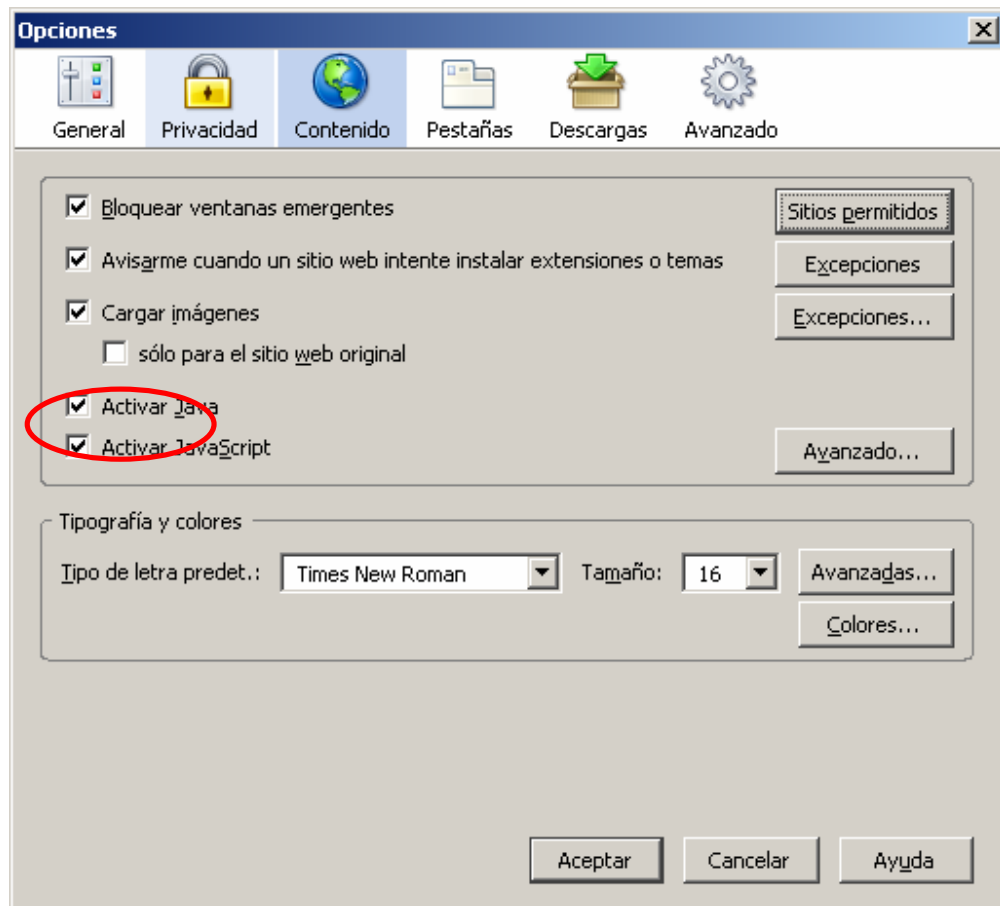 Opciones
General Privacidad Contenido Pestañas Descargas Avanzado
Bloquear ventanas emergentes Sitios permitidos
Avisarme cuando un sitio web intente instalar extensiones o temas Excepciones
Cargar imágenes Excepciones...
sólo para el sitio web original
Activar Java
Activar JavaScript Avanzado...
Tipografía y colores
Tipo de letra predet.: Times New Roman Tamaño: 16 Avanzadas...
Colores...
Aceptar Cancelar Ayuda